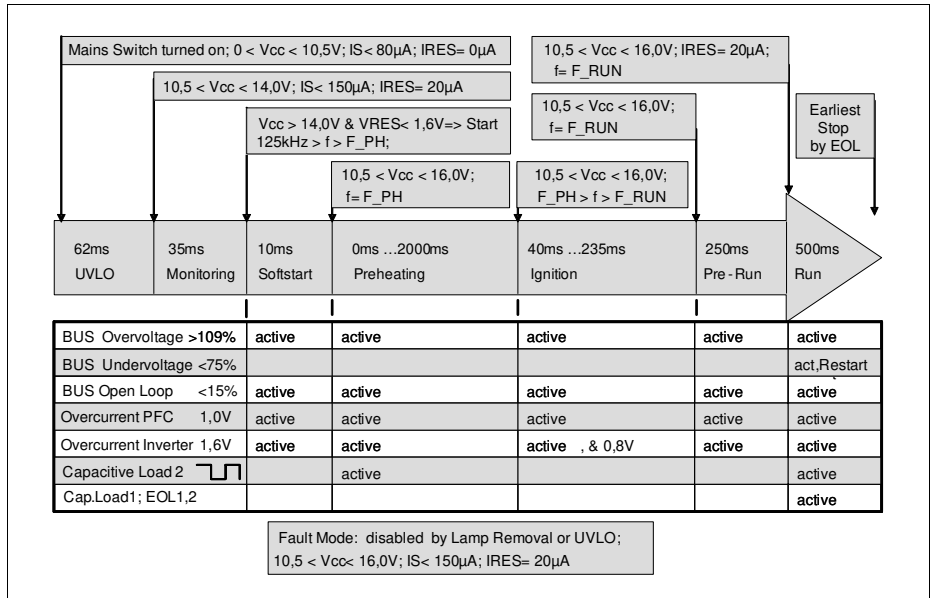 Mains Switch turned on; 0 < Vcc < 10,5V; IS< 80µA; IRES= 0µA
10,5 < Vcc < 14,0V; IS< 150µA; IRES= 20µA
Vcc > 14,0V & VRES< 1,6V=> Start
125kHz > f > F_PH;
10,5 < Vcc < 16,0V;
f= F_PH
10,5 < Vcc < 16,0V; IRES= 20µA;
f= F_RUN
10,5 < Vcc < 16,0V;
f= F_RUN
10,5 < Vcc < 16,0V;
F_PH > f > F_RUN
Earliest
Stop
by EOL
62ms
UVLO
35ms
Monitoring
10ms
Softstart
0ms ...2000ms
Preheating
40ms ...235ms
Ignition
250ms
Pre-Run
500ms
Run
BUS Overvoltage >109% active active active active active
BUS Undervoltage <75% act,Restart
BUS Open Loop <15% active active active active active
Overcurrent PFC 1,0V active active active active active
Overcurrent Inverter 1,6V active active active , & 0,8V active active
Capacitive Load 2 active active
Cap.Load1; EOL1,2 active
Fault Mode: disabled by Lamp Removal or UVLO;
10,5 < Vcc< 16,0V; IS< 150µA; IRES= 20µA